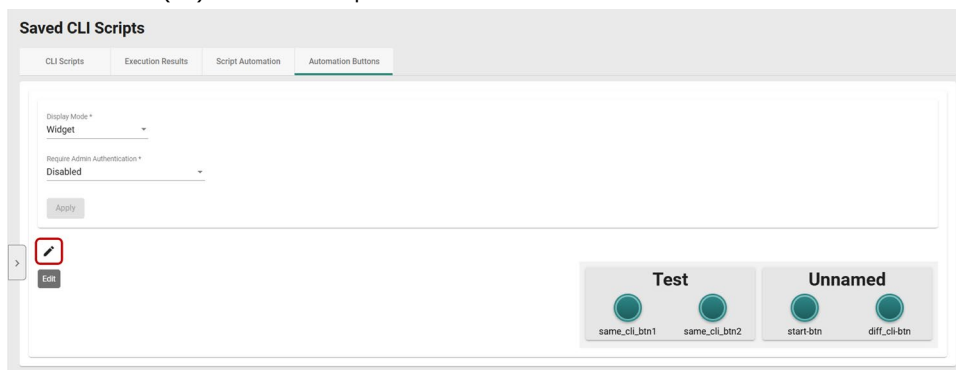 Saved CLI Scripts
CLI Scripts Execution Results Script Automation Automation Buttons
Display Mode *
Widget
Require Admin Authentication *
Disabled
Apply
Edit
Test Unnamed
same_cli_btn1 same_cli_btn2 start-btn diff_cli-btn